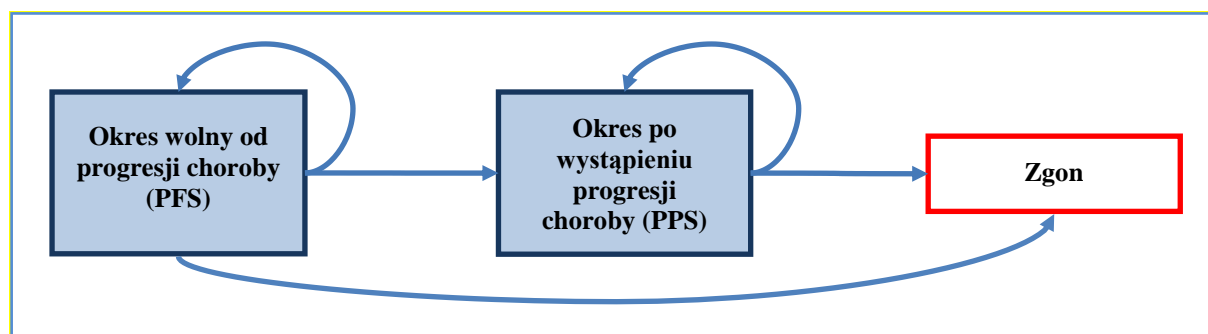 Okres wolny od
progresji choroby
(PFS)
Okres po
wystąpieniu
progresji
choroby (PPS)
Zgon